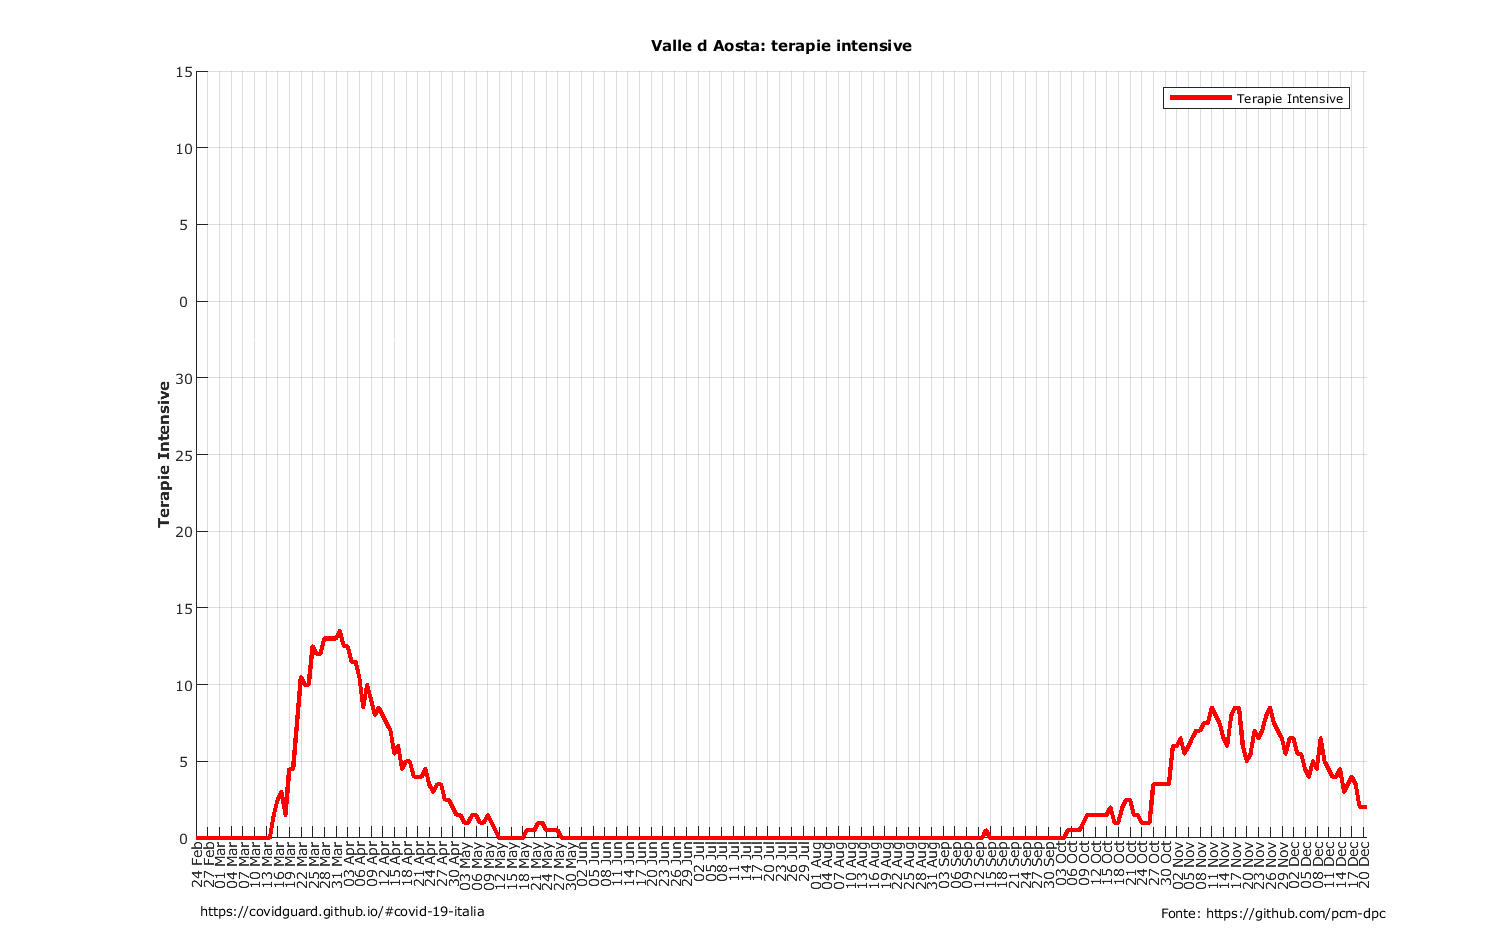 Valle d Aosta: terapie intensive
Terapie Intensive
15
10
5
0
30
25
20
15
10
5
0
Terapie Intensive
24 Feb
27 Feb
01 Mar
04 Mar
07 Mar
10 Mar
13 Mar
16 Mar
19 Mar
22 Mar
25 Mar
28 Mar
31 Mar
03 Apr
06 Apr
09 Apr
12 Apr
15 Apr
18 Apr
21 Apr
24 Apr
27 Apr
30 Apr
03 May
06 May
09 May
12 May
15 May
18 May
21 May
24 May
27 May
30 May
02 Jun
05 Jun
08 Jun
11 Jun
14 Jun
17 Jun
20 Jun
23 Jun
26 Jun
29 Jun
02 Jul
05 Jul
08 Jul
11 Jul
14 Jul
17 Jul
20 Jul
23 Jul
26 Jul
29 Jul
01 Aug
04 Aug
07 Aug
10 Aug
13 Aug
16 Aug
19 Aug
22 Aug
25 Aug
28 Aug
31 Aug
03 Sep
06 Sep
09 Sep
12 Sep
15 Sep
18 Sep
21 Sep
24 Sep
27 Sep
30 Sep
03 Oct
06 Oct
09 Oct
12 Oct
15 Oct
18 Oct
21 Oct
24 Oct
27 Oct
30 Oct
02 Nov
05 Nov
08 Nov
11 Nov
14 Nov
17 Nov
20 Nov
23 Nov
26 Nov
29 Nov
02 Dec
05 Dec
08 Dec
11 Dec
14 Dec
17 Dec
20 Dec
https://covidguard.github.io/#covid-19-italia
Fonte: https://github.com/pcm-dpc